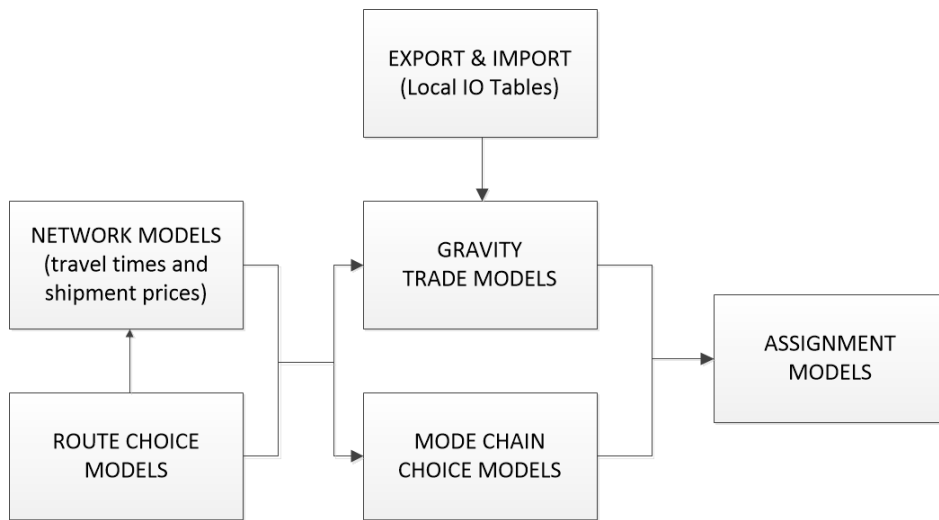 EXPORT & IMPORT
(Local IO Tables)
NETWORK MODELS
(travel times and
shipment prices)
GRAVITY
TRADE MODELS
ASSIGNMENT
MODELS
ROUTE CHOICE
MODELS
MODE CHAIN
CHOICE MODELS